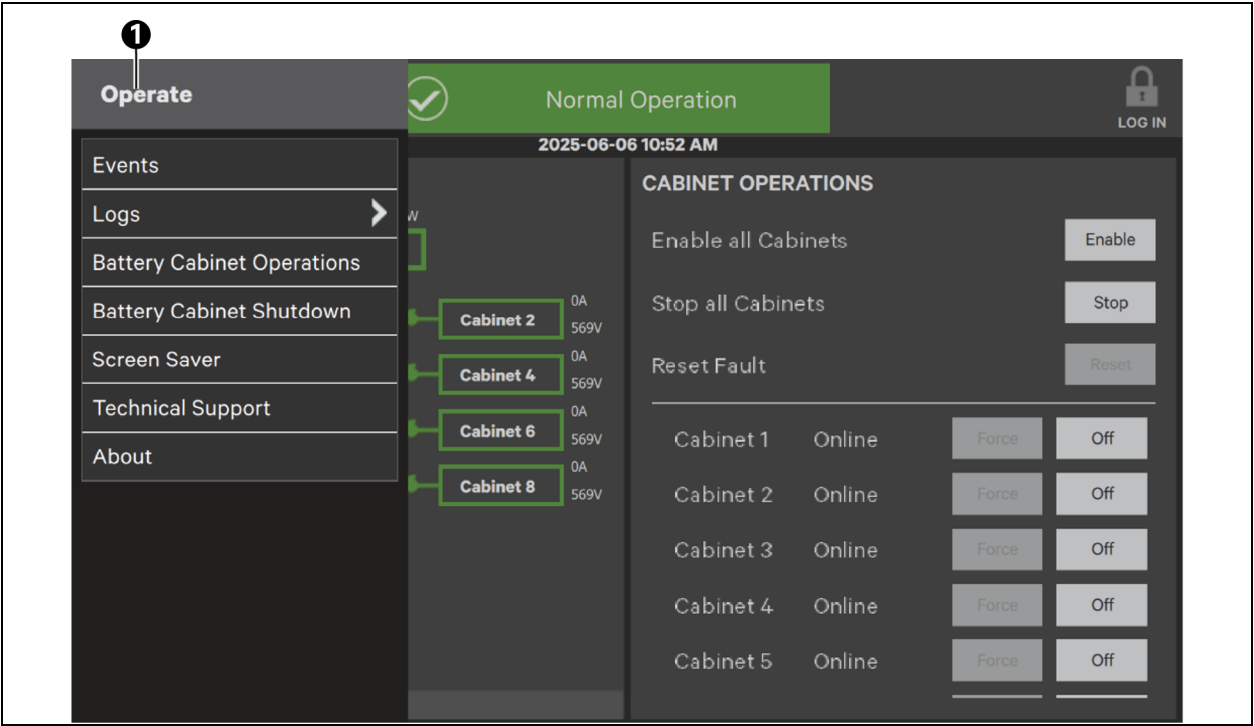 1
Operate
Normal Operation
LOG IN
2025-06-06 10:52 AM
Events
Logs
Battery Cabinet Operations
Battery Cabinet Shutdown
Screen Saver
Technical Support
About
W
Cabinet 2
0A
569V
Cabinet 4
0A
569V
Cabinet 6
0A
569V
Cabinet 8
0A
569V
CABINET OPERATIONS
Enable all Cabinets Enable
Stop all Cabinets Stop
Reset Fault Reset
Cabinet 1 Online Force Off
Cabinet 2 Online Force Off
Cabinet 3 Online Force Off
Cabinet 4 Online Force Off
Cabinet 5 Online Force Off